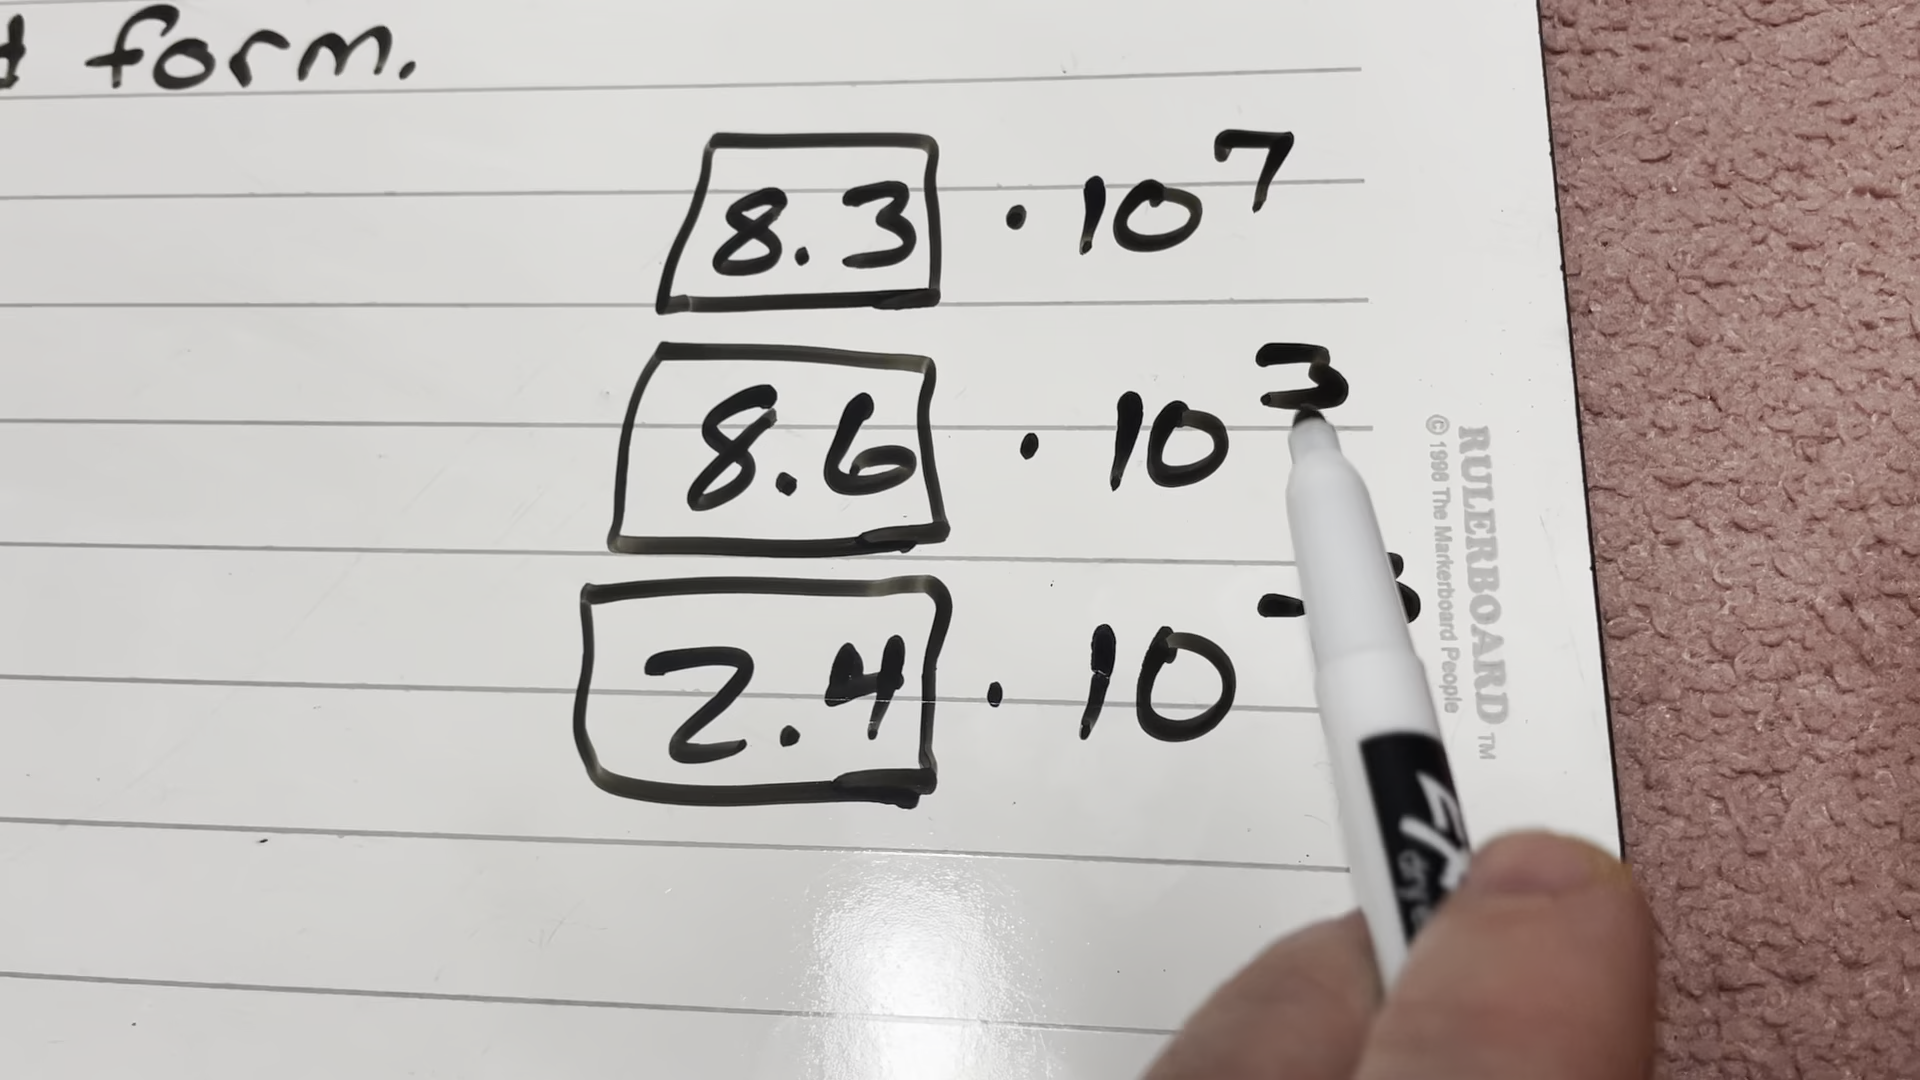 form.
8.3 · 10⁷
8.6 · 10³
2.4 · 10
RULERBOARD™
© 1996 The Markerboard People